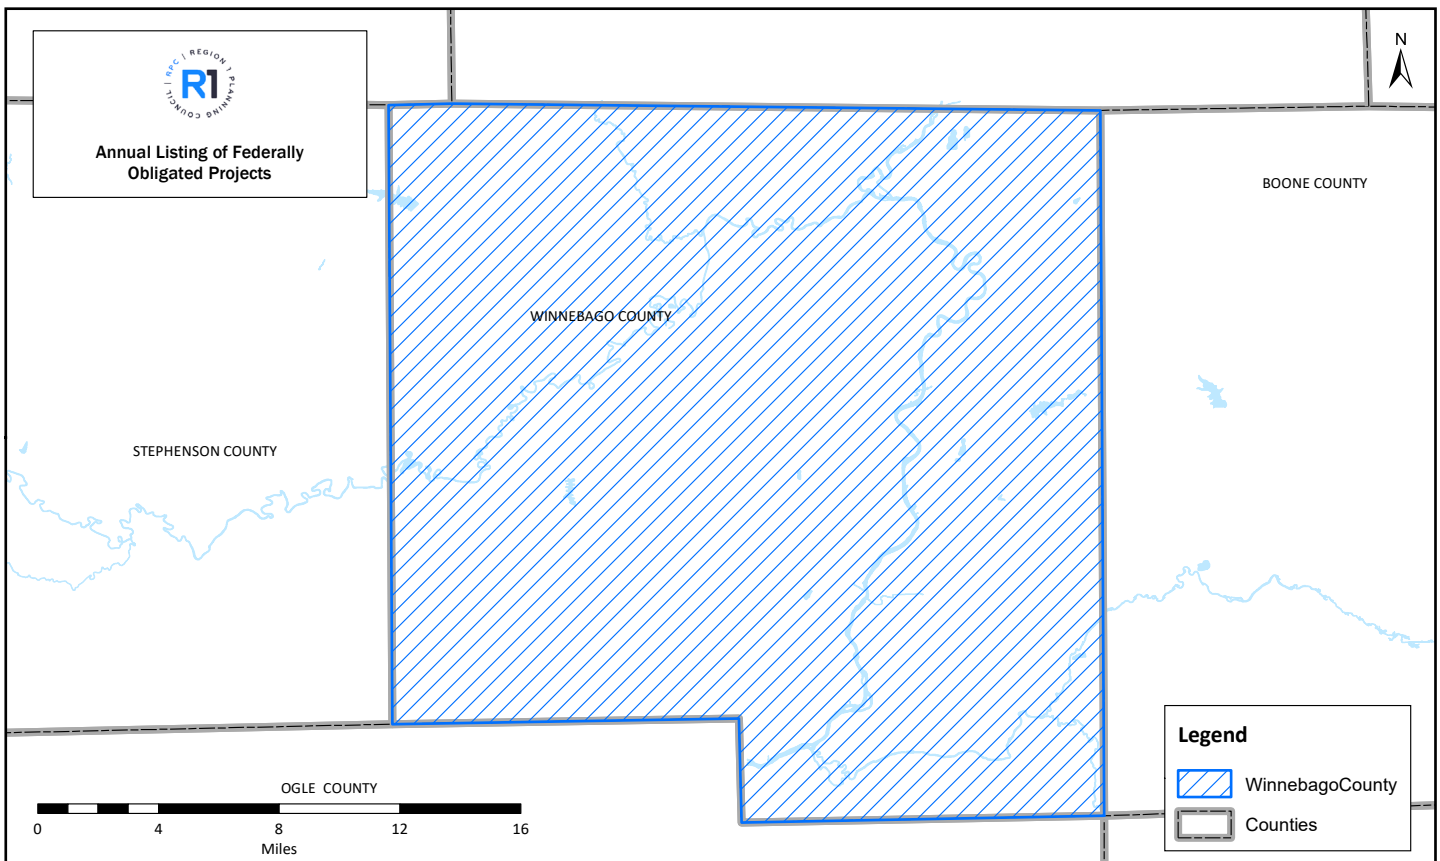 RPC | REGION 1 PLANNING COUNCIL |
R1
Annual Listing of Federally
Obligated Projects
N
BOONE COUNTY
WINNEBAGO COUNTY
STEPHENSON COUNTY
OGLE COUNTY
0 4 8 12 16
Miles
Legend
WinnebagoCounty
Counties